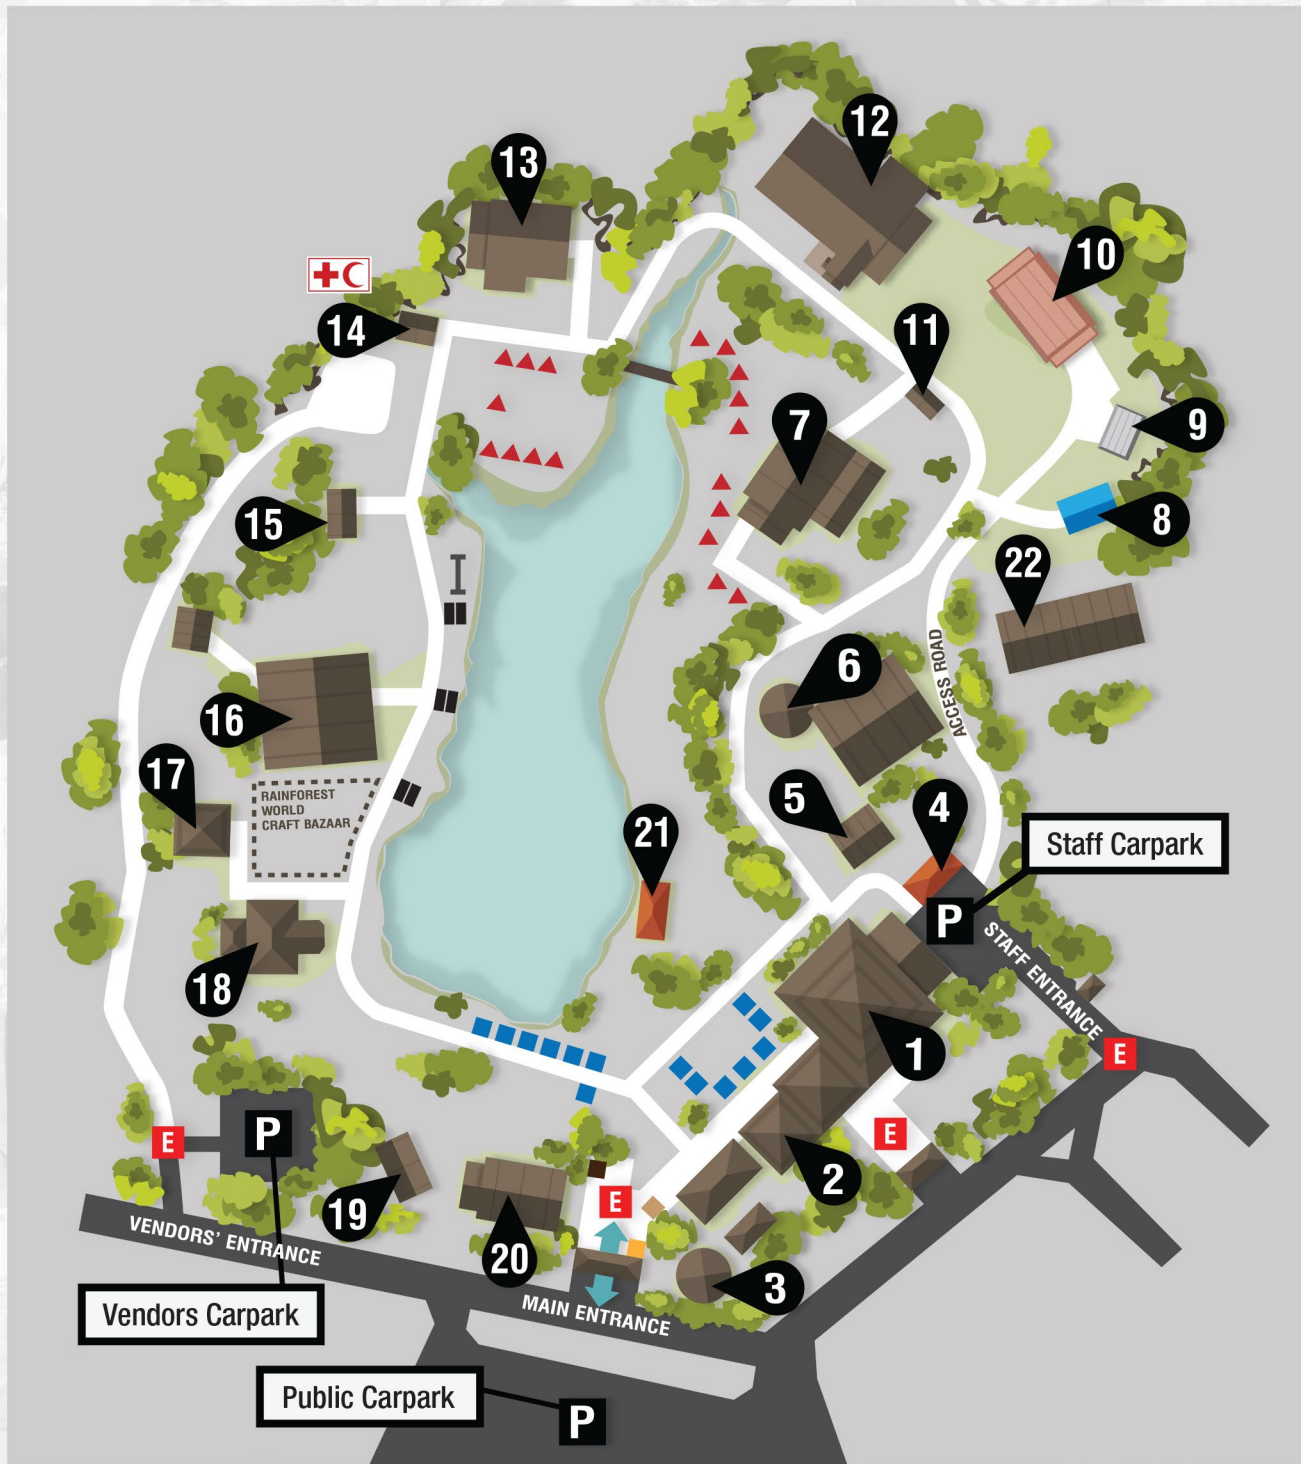 12
13
10
14
11
7
9
15
8
22
6
16
17
RAINFOREST
WORLD
CRAFT BAZAAR
ACCESS ROAD
5
4
21
Staff Carpark
P
STAFF ENTRANCE
18
1
E
P
E
E
2
19
E
20
3
VENDORS' ENTRANCE
Vendors Carpark
MAIN ENTRANCE
Public Carpark
P